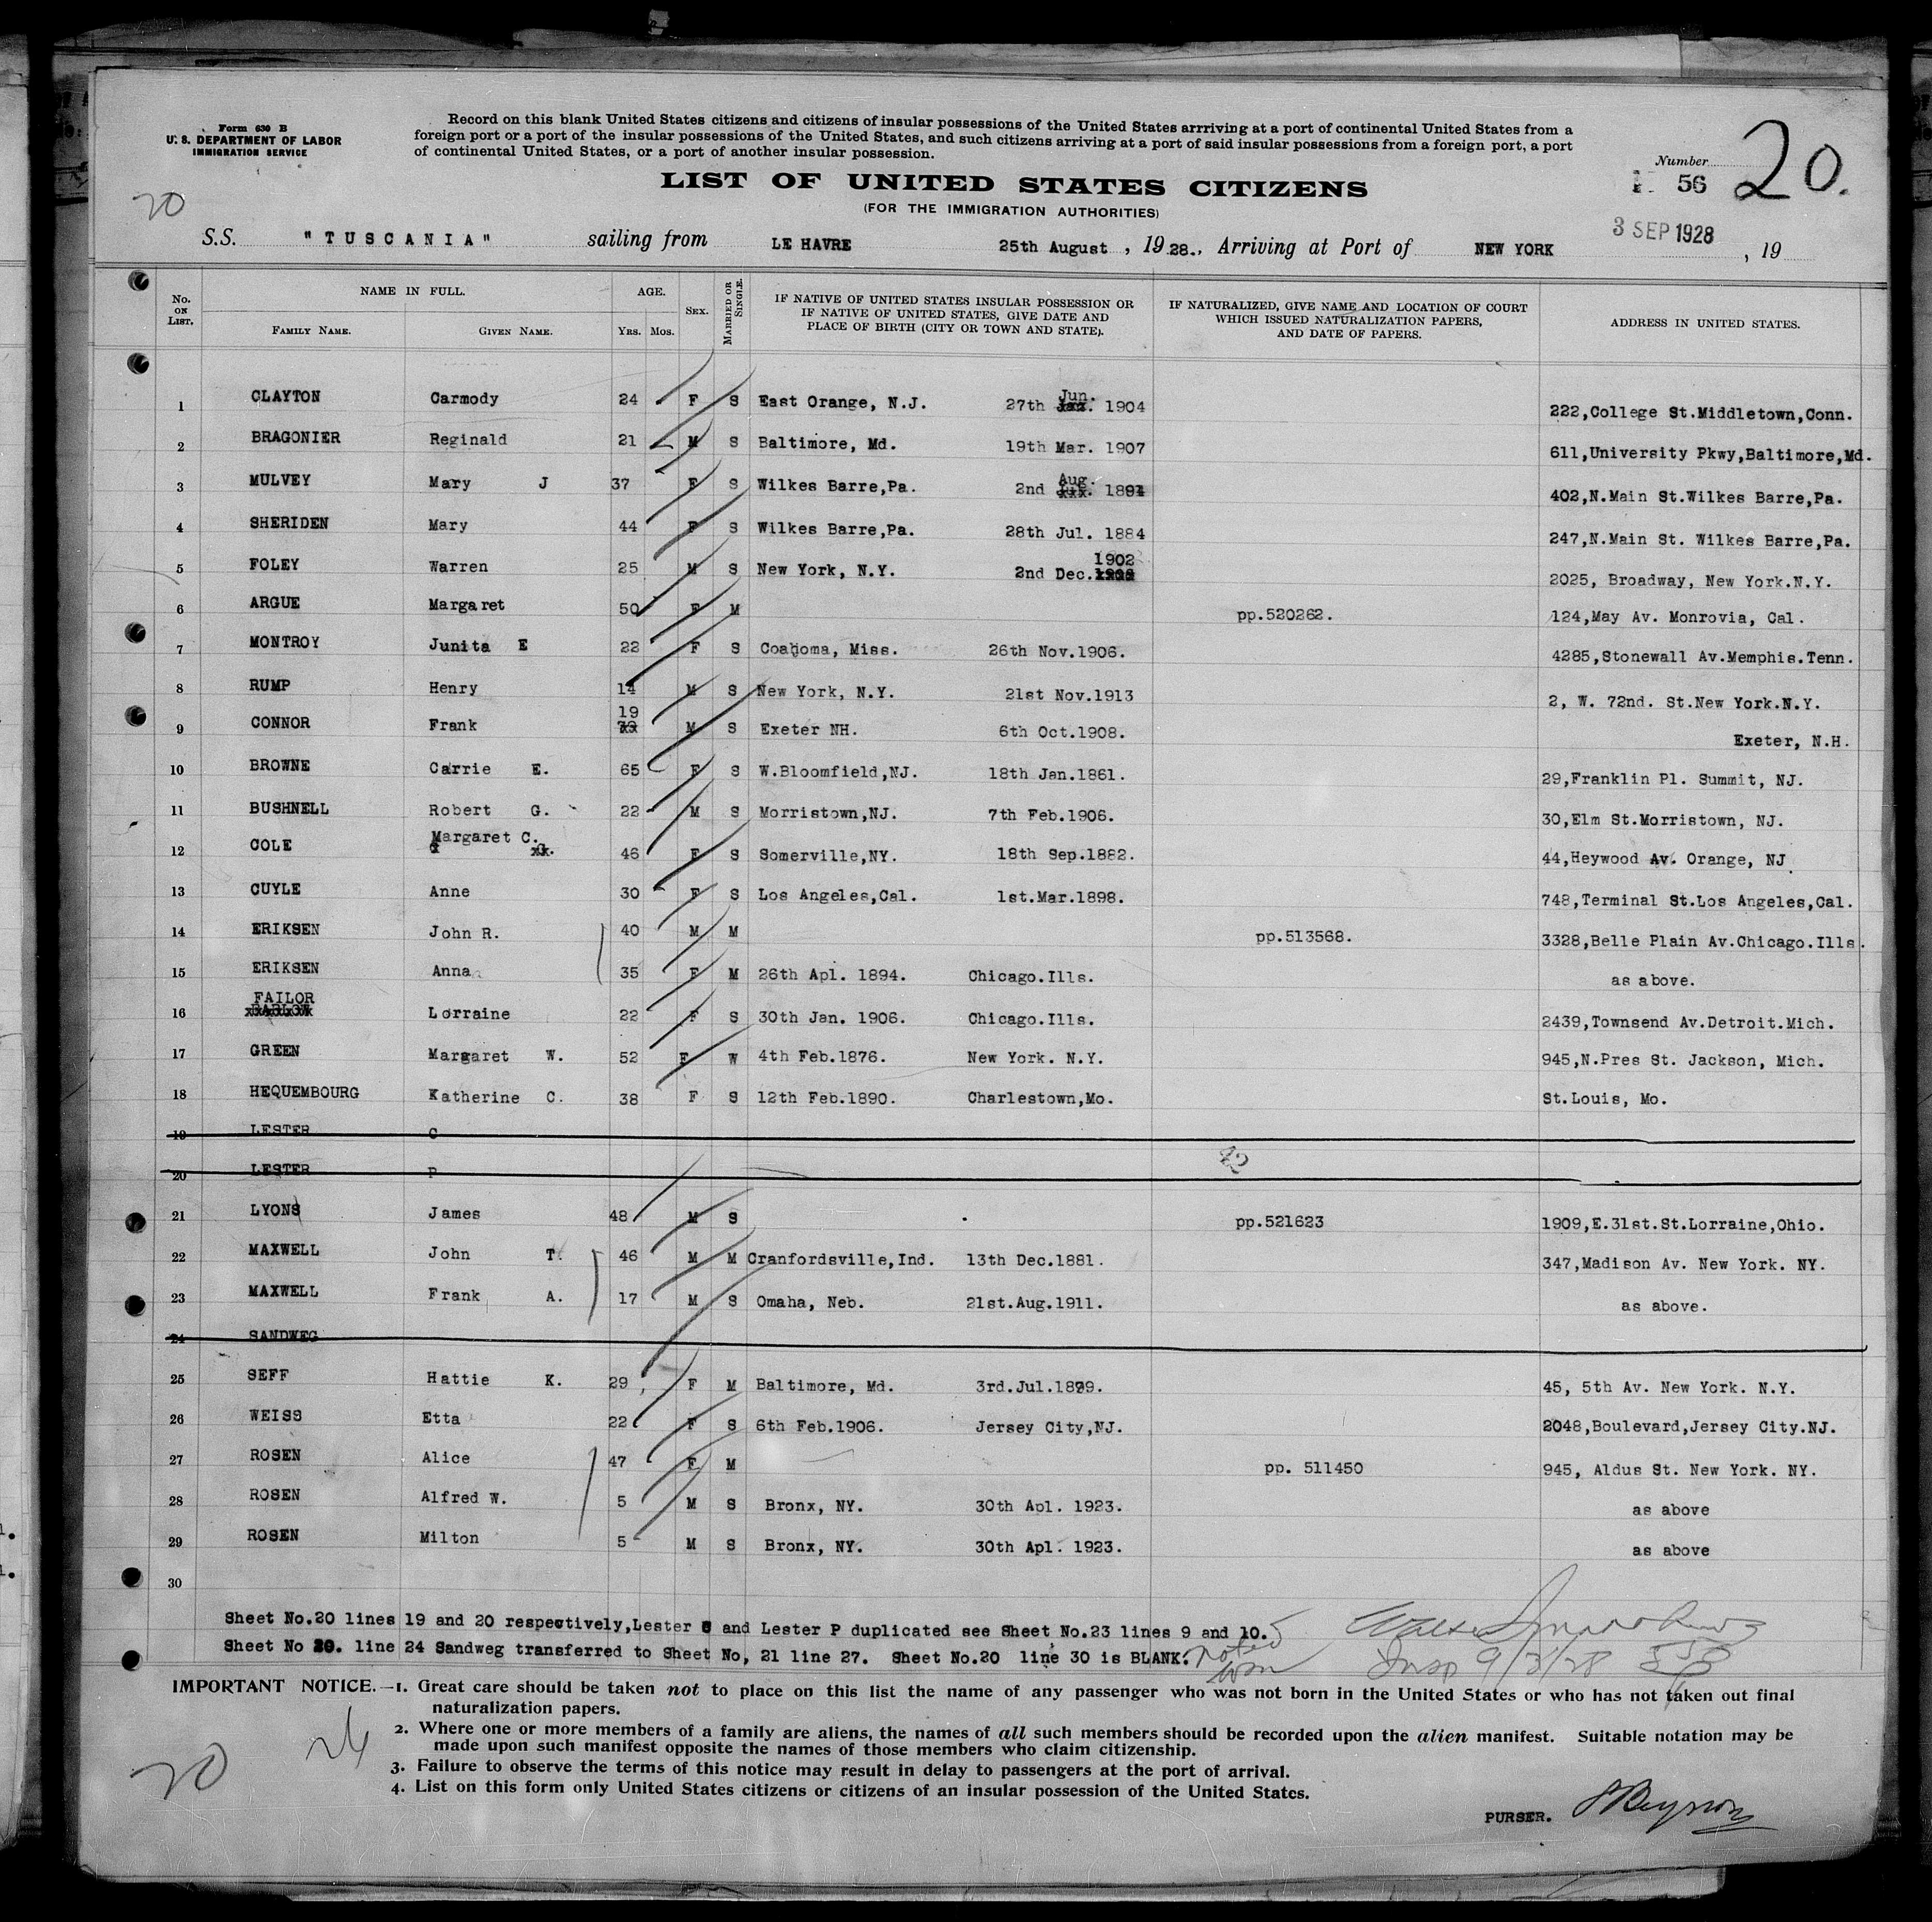 Form 630 B
U. S. DEPARTMENT OF LABOR
IMMIGRATION SERVICE
Record on this blank United States citizens and citizens of insular possessions of the United States arrriving at a port of continental United States from a
foreign port or a port of the insular possessions of the United States, and such citizens arriving at a port of said insular possessions from a foreign port, a port
of continental United States, or a port of another insular possession.
Number
56 20.
LIST OF UNITED STATES CITIZENS
(FOR THE IMMIGRATION AUTHORITIES)
20
3 SEP 1928
S.S. "TUSCANIA" sailing from LE HAVRE 25th August , 19 28., Arriving at Port of NEW YORK , 19
No. ON LIST. NAME IN FULL. FAMILY NAME. GIVEN NAME. AGE. YRS. MOS. SEX. MARRIED OR SINGLE. IF NATIVE OF UNITED STATES INSULAR POSSESSION OR IF NATIVE OF UNITED STATES, GIVE DATE AND PLACE OF BIRTH (CITY OR TOWN AND STATE). IF NATURALIZED, GIVE NAME AND LOCATION OF COURT WHICH ISSUED NATURALIZATION PAPERS, AND DATE OF PAPERS. ADDRESS IN UNITED STATES.
1 CLAYTON Carmody 24 F S East Orange, N.J. 27th Jun. 1904 222,College St.Middletown,Conn.
2 BRAGONIER Reginald 21 M S Baltimore, Md. 19th Mar. 1907 611,University Pkwy,Baltimore,Md.
3 MULVEY Mary J 37 F S Wilkes Barre,Pa. 2nd Aug. 1891 402,N.Main St.Wilkes Barre,Pa.
4 SHERIDEN Mary 44 F S Wilkes Barre,Pa. 28th Jul. 1884 247,N.Main St. Wilkes Barre,Pa.
5 FOLEY Warren 25 M S New York, N.Y. 2nd Dec. 1902 2025, Broadway, New York.N.Y.
6 ARGUE Margaret 50 F M pp.520262. 124,May Av. Monrovia, Cal.
7 MONTROY Junita E 22 F S Coahoma, Miss. 26th Nov.1906. 4285,Stonewall Av.Memphis.Tenn.
8 RUMP Henry 14 M S New York, N.Y. 21st Nov.1913 2, W. 72nd. St.New York.N.Y.
9 CONNOR Frank 19 M S Exeter NH. 6th Oct.1908. Exeter, N.H.
10 BROWNE Carrie E. 65 F S W.Bloomfield,NJ. 18th Jan.1861. 29,Franklin Pl. Summit, NJ.
11 BUSHNELL Robert G. 22 M S Morristown,NJ. 7th Feb.1906. 30,Elm St.Morristown, NJ.
12 COLE Margaret C. 46 F S Somerville,NY. 18th Sep.1882. 44,Heywood Av. Orange, NJ
13 CUYLE Anne 30 F S Los Angeles,Cal. 1st.Mar.1898. 748,Terminal St.Los Angeles,Cal.
14 ERIKSEN John R. 40 M M pp.513568. 3328,Belle Plain Av.Chicago.Ills.
15 ERIKSEN Anna 35 F M 26th Apl. 1894. Chicago.Ills. as above.
16 FAILOR Lorraine 22 F S 30th Jan. 1906. Chicago.Ills. 2439,Townsend Av.Detroit.Mich.
17 GREEN Margaret W. 52 F W 4th Feb.1876. New York. N.Y. 945,N.Pres St. Jackson, Mich.
18 HEQUEMBOURG Katherine C. 38 F S 12th Feb.1890. Charlestown,Mo. St.Louis, Mo.
19 LESTER C
20 LESTER P 42
21 LYONS James 48 M S pp.521623 1909,E.31st.St.Lorraine,Ohio.
22 MAXWELL John T. 46 M M Cranfordsville,Ind. 13th Dec.1881. 347,Madison Av. New York. NY.
23 MAXWELL Frank A. 17 M S Omaha, Neb. 21st.Aug.1911. as above.
24 SANDWEG
25 SEFF Hattie K. 29 F M Baltimore, Md. 3rd.Jul.1899. 45, 5th Av. New York. N.Y.
26 WEISS Etta 22 F S 6th Feb.1906. Jersey City,NJ. 2048,Boulevard,Jersey City.NJ.
27 ROSEN Alice 47 F M pp. 511450 945, Aldus St. New York. NY.
28 ROSEN Alfred W. 5 M S Bronx, NY. 30th Apl. 1923. as above
29 ROSEN Milton 5 M S Bronx, NY. 30th Apl. 1923. as above
30
Sheet No.20 lines 19 and 20 respectively,Lester C and Lester P duplicated see Sheet No.23 lines 9 and 10.
Sheet No 20. line 24 Sandweg transferred to Sheet No, 21 line 27. Sheet No.20 line 30 is BLANK.
noted
Insp 9/3/28
IMPORTANT NOTICE.—1. Great care should be taken not to place on this list the name of any passenger who was not born in the United States or who has not taken out final
naturalization papers.
2. Where one or more members of a family are aliens, the names of all such members should be recorded upon the alien manifest. Suitable notation may be
made upon such manifest opposite the names of those members who claim citizenship.
3. Failure to observe the terms of this notice may result in delay to passengers at the port of arrival.
4. List on this form only United States citizens or citizens of an insular possession of the United States.
20 26
PURSER.